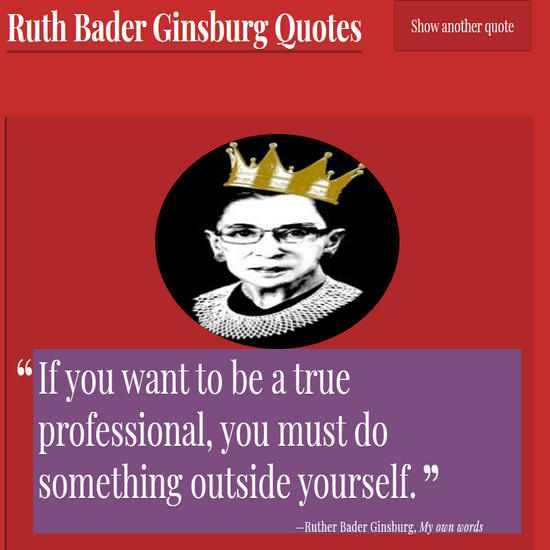 Ruth Bader Ginsburg Quotes
Show another quote
“If you want to be a true
professional, you must do
something outside yourself.”
–Ruther Bader Ginsburg, My own words